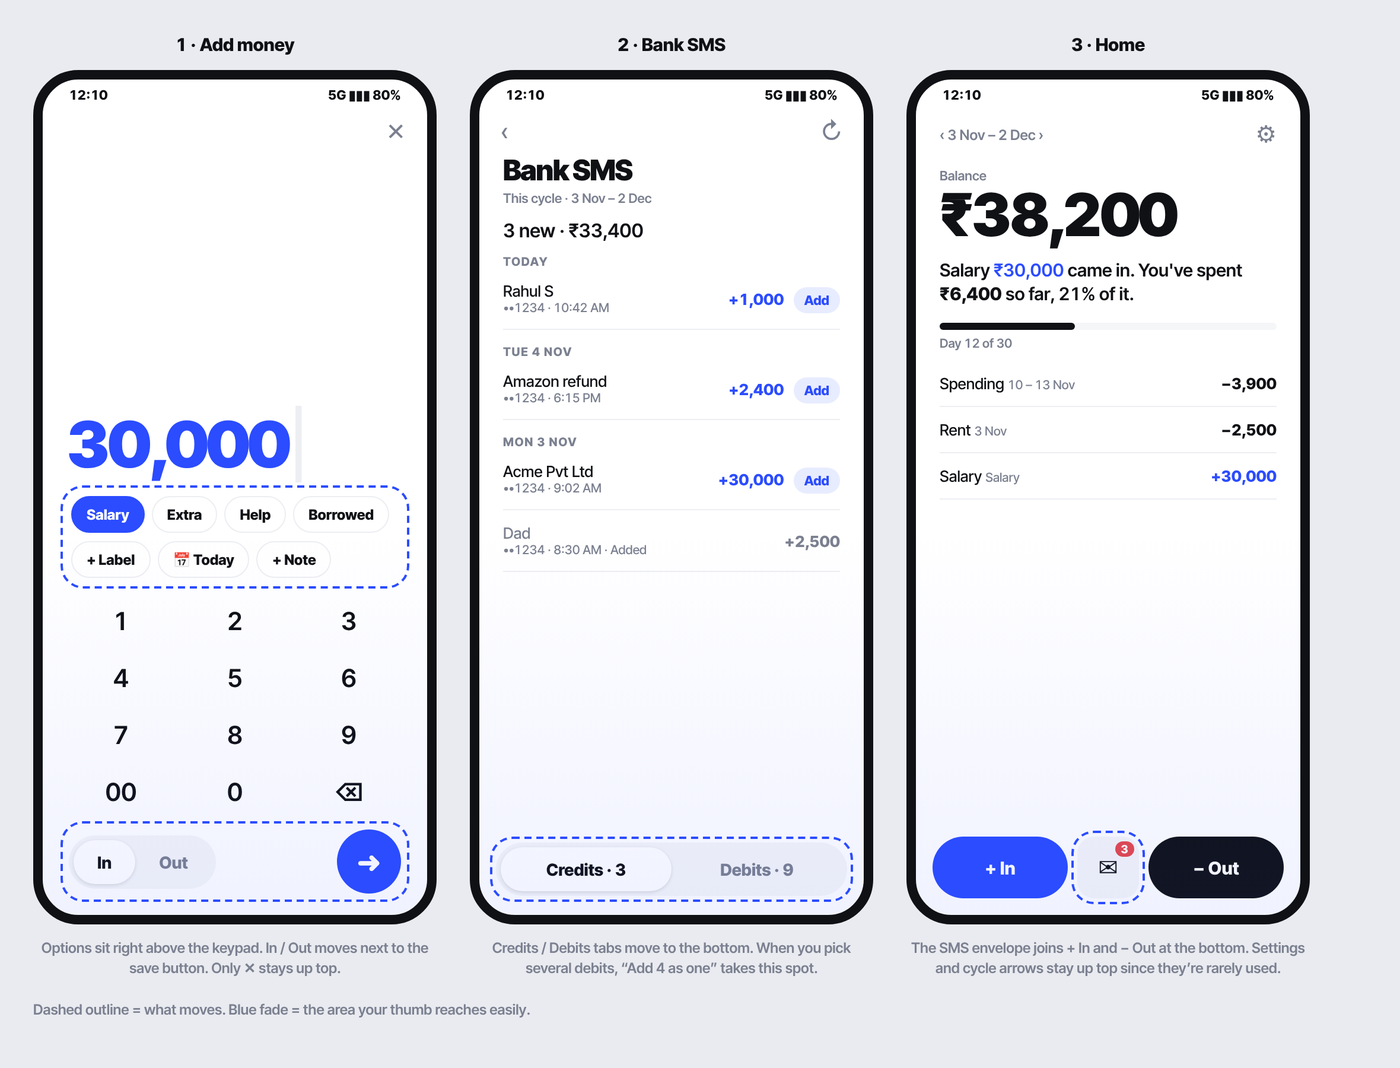 1 · Add money
12:10
5G ▮▮▮ 80%
✕
30,000
Salary
Extra
Help
Borrowed
+ Label
📅 Today
+ Note
1 2 3
4 5 6
7 8 9
00 0 ⌫
In
Out
➜
Options sit right above the keypad. In / Out moves next to the
save button. Only ✕ stays up top.
2 · Bank SMS
12:10
5G ▮▮▮ 80%
‹
Bank SMS
This cycle · 3 Nov – 2 Dec
3 new · ₹33,400
TODAY
Rahul S
••1234 · 10:42 AM
+1,000
Add
TUE 4 NOV
Amazon refund
••1234 · 6:15 PM
+2,400
Add
MON 3 NOV
Acme Pvt Ltd
••1234 · 9:02 AM
+30,000
Add
Dad
••1234 · 8:30 AM · Added
+2,500
Credits · 3
Debits · 9
Credits / Debits tabs move to the bottom. When you pick
several debits, “Add 4 as one” takes this spot.
3 · Home
12:10
5G ▮▮▮ 80%
‹ 3 Nov – 2 Dec ›
Balance
₹38,200
Salary ₹30,000 came in. You've spent
₹6,400 so far, 21% of it.
Day 12 of 30
Spending 10 – 13 Nov −3,900
Rent 3 Nov −2,500
Salary Salary +30,000
+ In
✉
3
− Out
The SMS envelope joins + In and − Out at the bottom. Settings
and cycle arrows stay up top since they’re rarely used.
Dashed outline = what moves. Blue fade = the area your thumb reaches easily.